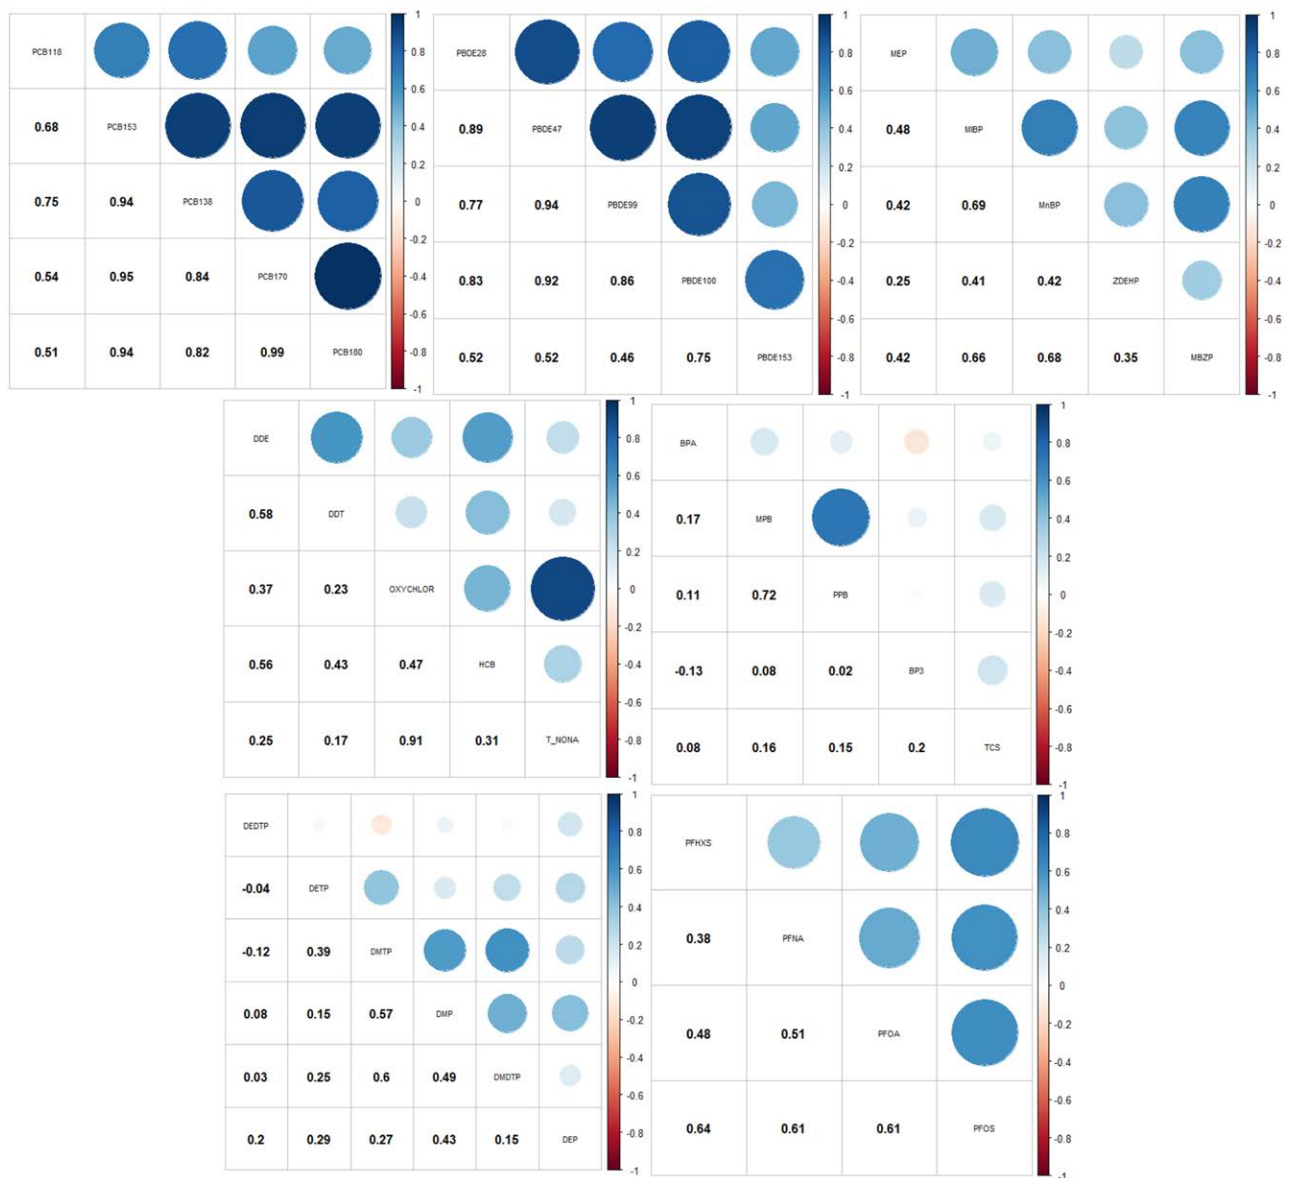 PCB118
0.68 PCB153
0.75 0.94 PCB138
0.54 0.95 0.84 PCB170
0.51 0.94 0.82 0.99 PCB180
1
0.8
0.6
0.4
0.2
0
-0.2
-0.4
-0.6
-0.8
-1
PBDE28
0.89 PBDE47
0.77 0.94 PBDE99
0.83 0.92 0.86 PBDE100
0.52 0.52 0.46 0.75 PBDE153
1
0.8
0.6
0.4
0.2
0
-0.2
-0.4
-0.6
-0.8
-1
MEP
0.48 MIBP
0.42 0.69 MnBP
0.25 0.41 0.42 ZDEHP
0.42 0.66 0.68 0.35 MBZP
1
0.8
0.6
0.4
0.2
0
-0.2
-0.4
-0.6
-0.8
-1
DDE
0.58 DDT
0.37 0.23 OXYCHLOR
0.56 0.43 0.47 HCB
0.25 0.17 0.91 0.31 T_NONA
1
0.8
0.6
0.4
0.2
0
-0.2
-0.4
-0.6
-0.8
-1
BPA
0.17 MPB
0.11 0.72 PPB
-0.13 0.08 0.02 BP3
0.08 0.16 0.15 0.2 TCS
1
0.8
0.6
0.4
0.2
0
-0.2
-0.4
-0.6
-0.8
-1
DEDTP
-0.04 DETP
-0.12 0.39 DMTP
0.08 0.15 0.57 DMP
0.03 0.25 0.6 0.49 DMDTP
0.2 0.29 0.27 0.43 0.15 DEP
1
0.8
0.6
0.4
0.2
0
-0.2
-0.4
-0.6
-0.8
-1
PFHXS
0.38 PFNA
0.48 0.51 PFOA
0.64 0.61 0.61 PFOS
1
0.8
0.6
0.4
0.2
0
-0.2
-0.4
-0.6
-0.8
-1